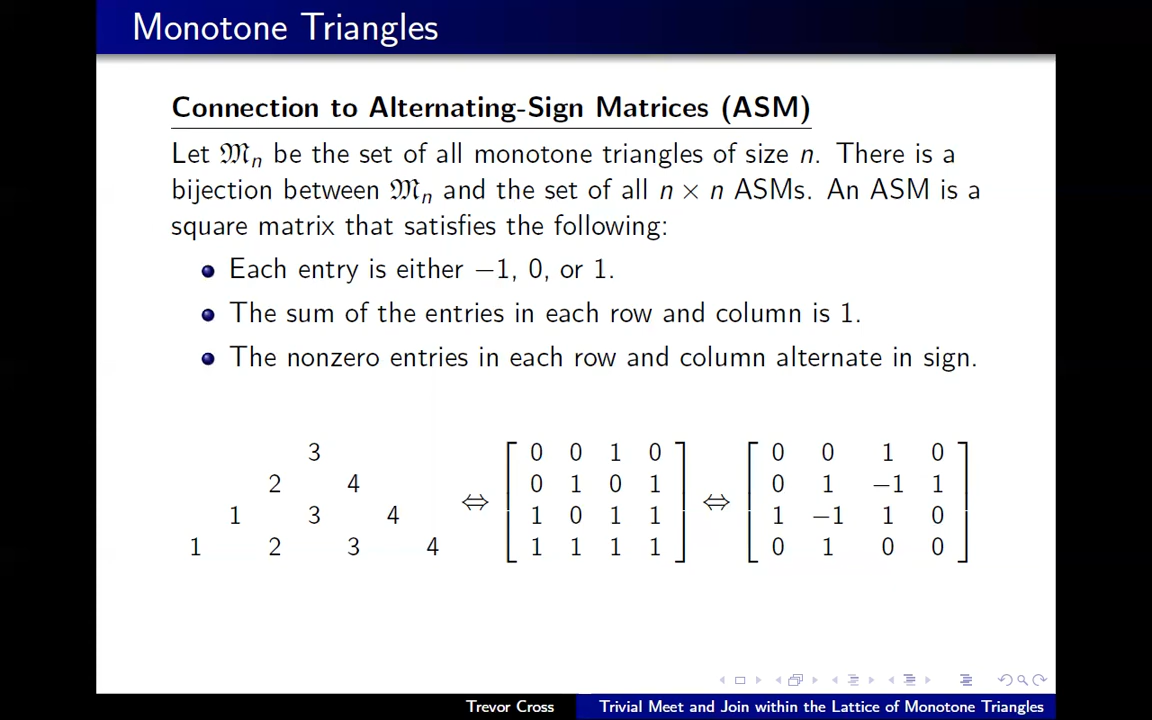 Monotone Triangles
Connection to Alternating-Sign Matrices (ASM)
Let 𝔐ₙ be the set of all monotone triangles of size n. There is a
bijection between 𝔐ₙ and the set of all n × n ASMs. An ASM is a
square matrix that satisfies the following:
Each entry is either −1, 0, or 1.
The sum of the entries in each row and column is 1.
The nonzero entries in each row and column alternate in sign.
3
2 4
1 3 4
1 2 3 4
⇔
0 0 1 0
0 1 0 1
1 0 1 1
1 1 1 1
⇔
0 0 1 0
0 1 −1 1
1 −1 1 0
0 1 0 0
Trevor Cross
Trivial Meet and Join within the Lattice of Monotone Triangles